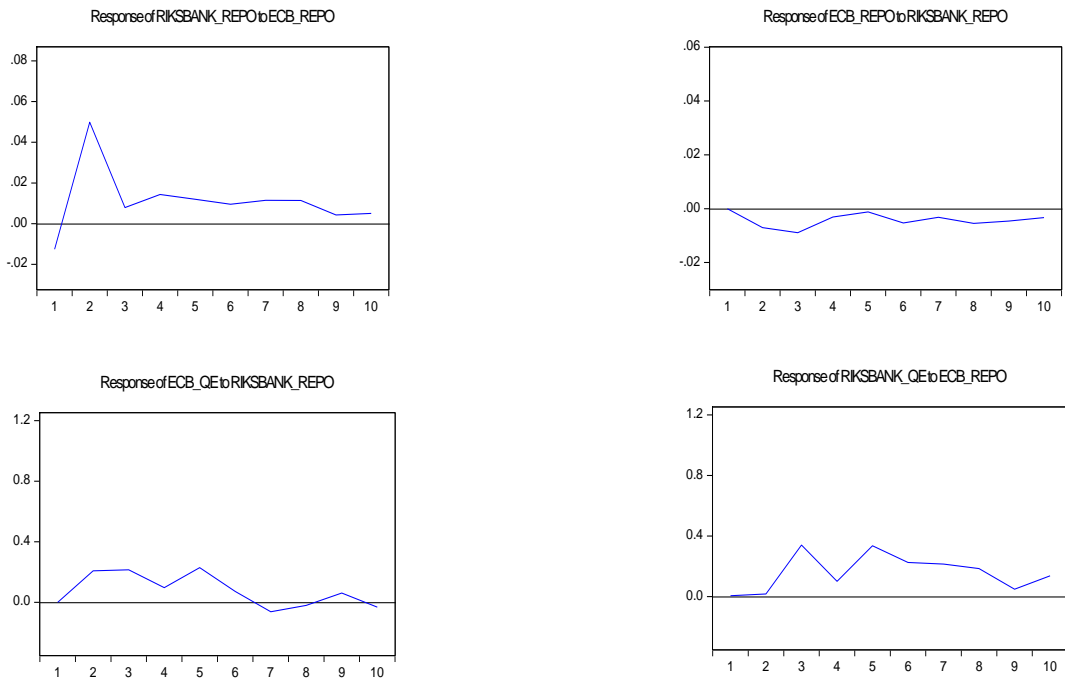 Response of RIKSBANK_REPO to ECB_REPO
.08
.06
.04
.02
.00
-.02
1 2 3 4 5 6 7 8 9 10
Response of ECB_REPO to RIKSBANK_REPO
.06
.04
.02
.00
-.02
1 2 3 4 5 6 7 8 9 10
Response of ECB_QE to RIKSBANK_REPO
1.2
0.8
0.4
0.0
1 2 3 4 5 6 7 8 9 10
Response of RIKSBANK_QE to ECB_REPO
1.2
0.8
0.4
0.0
1 2 3 4 5 6 7 8 9 10